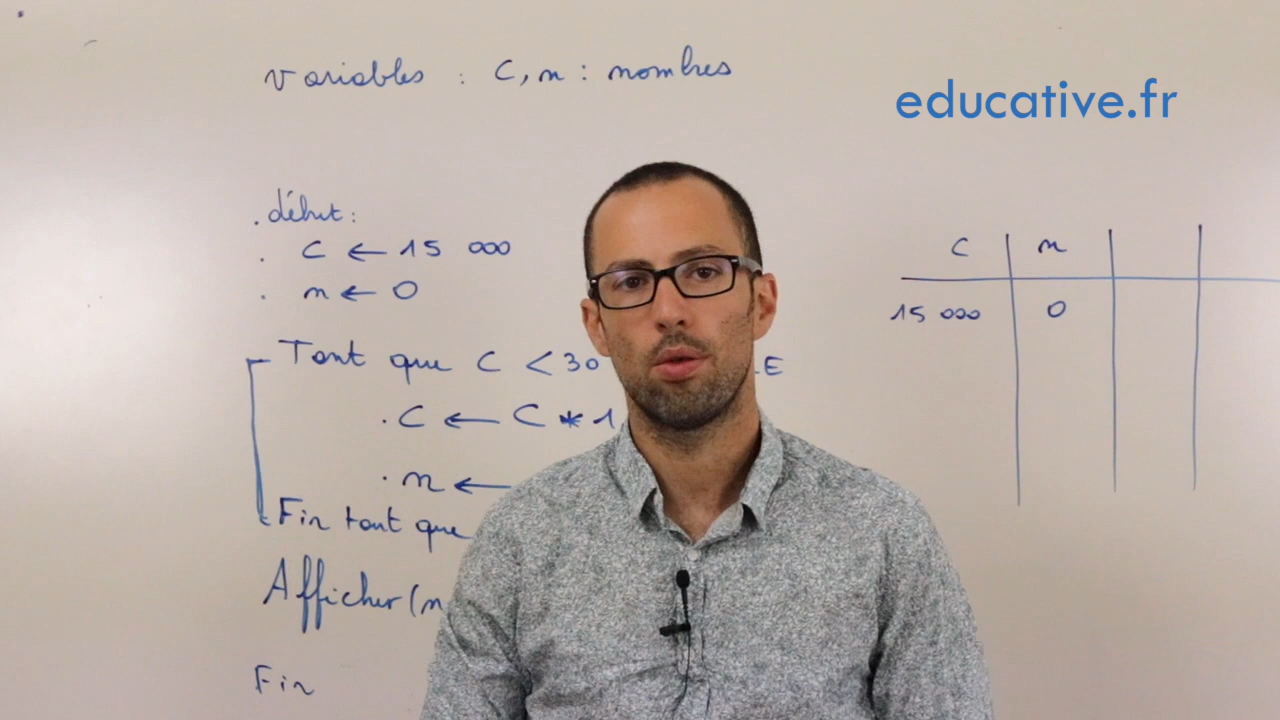 variables : C, n : nombres
educative.fr
. début :
. C ← 15 000
. n ← 0
Tant que C < 30
E
. C ← C * 1
. n ←
Fin tant que
Afficher (n
Fin
C n
15 000 0